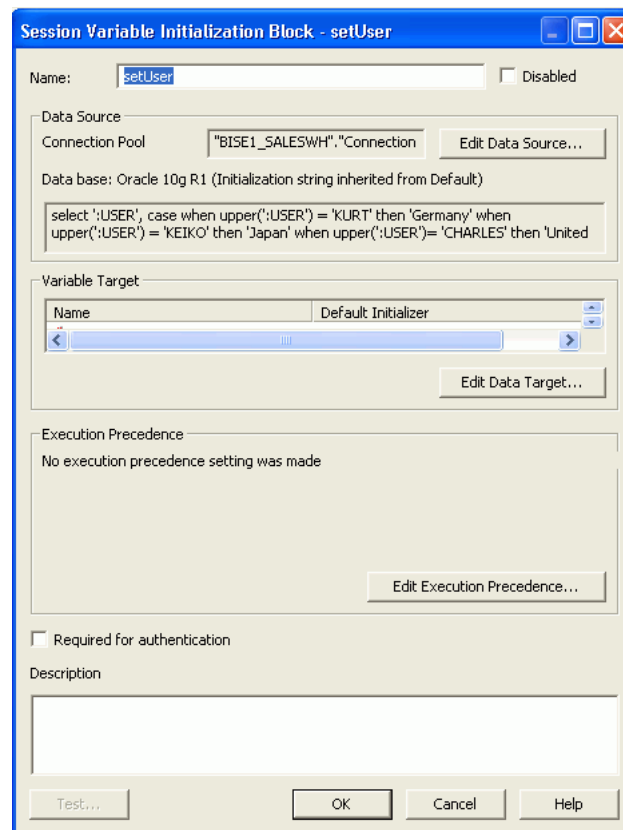 Session Variable Initialization Block - setUser
Name: setUser Disabled
Data Source
Connection Pool "BISE1_SALESWH"."Connection Edit Data Source...
Data base: Oracle 10g R1 (Initialization string inherited from Default)
select ':USER', case when upper(':USER') = 'KURT' then 'Germany' when
upper(':USER') = 'KEIKO' then 'Japan' when upper(':USER')= 'CHARLES' then 'United
Variable Target
Name Default Initializer
Edit Data Target...
Execution Precedence
No execution precedence setting was made
Edit Execution Precedence...
Required for authentication
Description
Test... OK Cancel Help